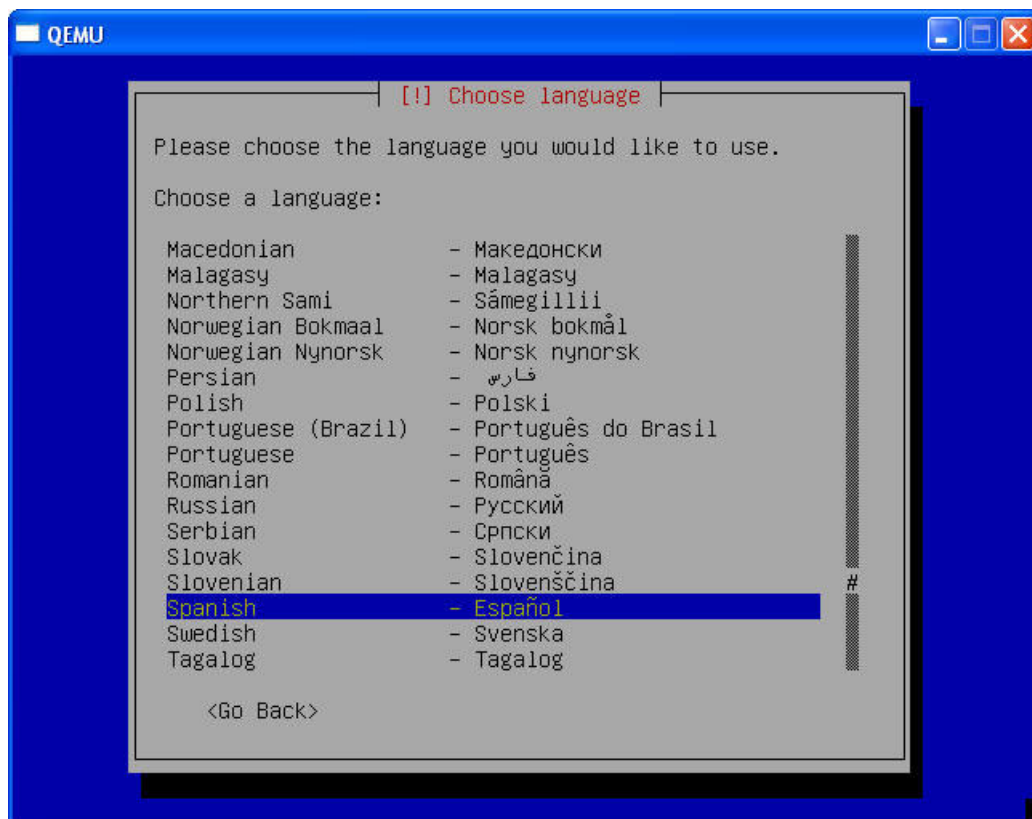 QEMU
[!] Choose language
Please choose the language you would like to use.
Choose a language:
Macedonian - Македонски
Malagasy - Malagasy
Northern Sami - Sámegillii
Norwegian Bokmaal - Norsk bokmål
Norwegian Nynorsk - Norsk nynorsk
Persian - فارس
Polish - Polski
Portuguese (Brazil) - Português do Brasil
Portuguese - Português
Romanian - Română
Russian - Русский
Serbian - Српски
Slovak - Slovenčina
Slovenian - Slovenščina #
Spanish - Español
Swedish - Svenska
Tagalog - Tagalog
<Go Back>